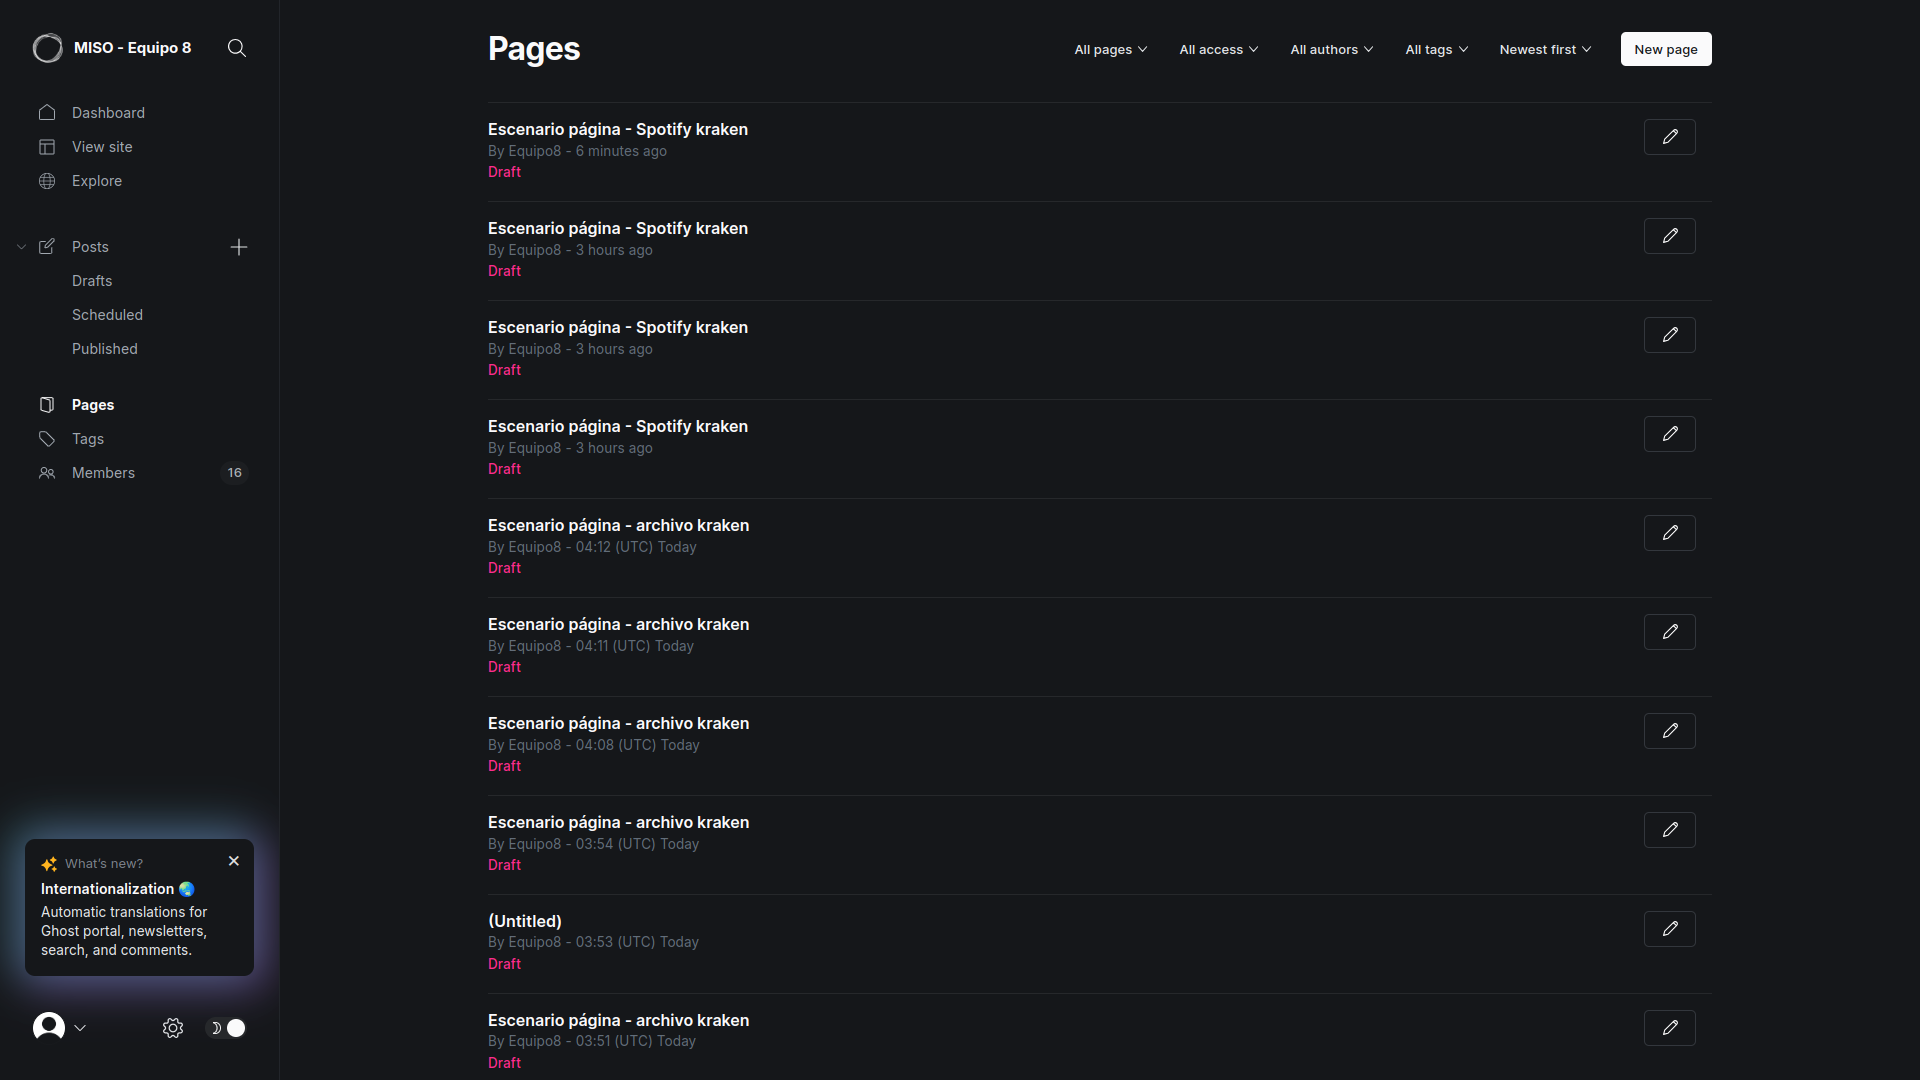 MISO - Equipo 8
Dashboard
View site
Explore
Posts
Drafts
Scheduled
Published
Pages
Tags
Members 16
What's new?
Internationalization 🌏
Automatic translations for
Ghost portal, newsletters,
search, and comments.
Pages
All pages All access All authors All tags Newest first New page
Escenario página - Spotify kraken
By Equipo8 - 6 minutes ago
Draft
Escenario página - Spotify kraken
By Equipo8 - 3 hours ago
Draft
Escenario página - Spotify kraken
By Equipo8 - 3 hours ago
Draft
Escenario página - Spotify kraken
By Equipo8 - 3 hours ago
Draft
Escenario página - archivo kraken
By Equipo8 - 04:12 (UTC) Today
Draft
Escenario página - archivo kraken
By Equipo8 - 04:11 (UTC) Today
Draft
Escenario página - archivo kraken
By Equipo8 - 04:08 (UTC) Today
Draft
Escenario página - archivo kraken
By Equipo8 - 03:54 (UTC) Today
Draft
(Untitled)
By Equipo8 - 03:53 (UTC) Today
Draft
Escenario página - archivo kraken
By Equipo8 - 03:51 (UTC) Today
Draft